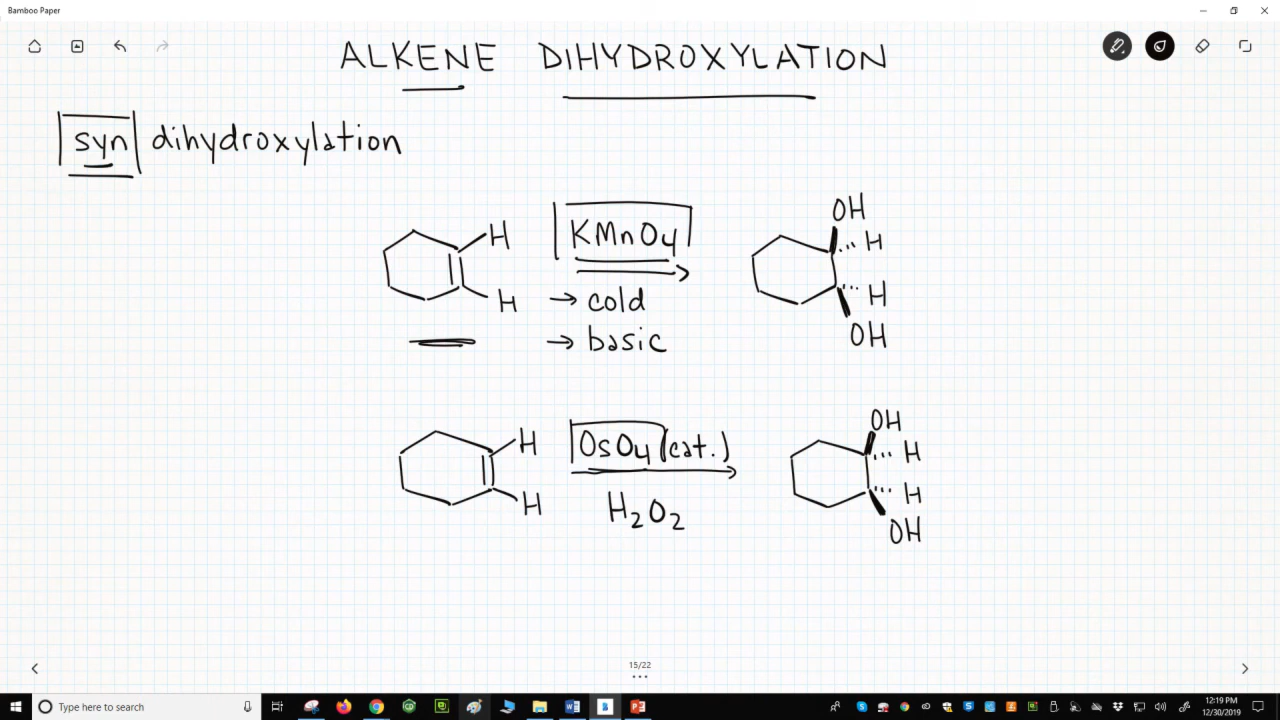 Bamboo Paper
ALKENE DIHYDROXYLATION
syn dihydroxylation
OH
H
KMnO4
H
H
cold
H
basic
OH
OH
H
OsO4 (cat.)
H
H
H2O2
H
OH
15/22
Type here to search
12:19 PM
12/30/2019